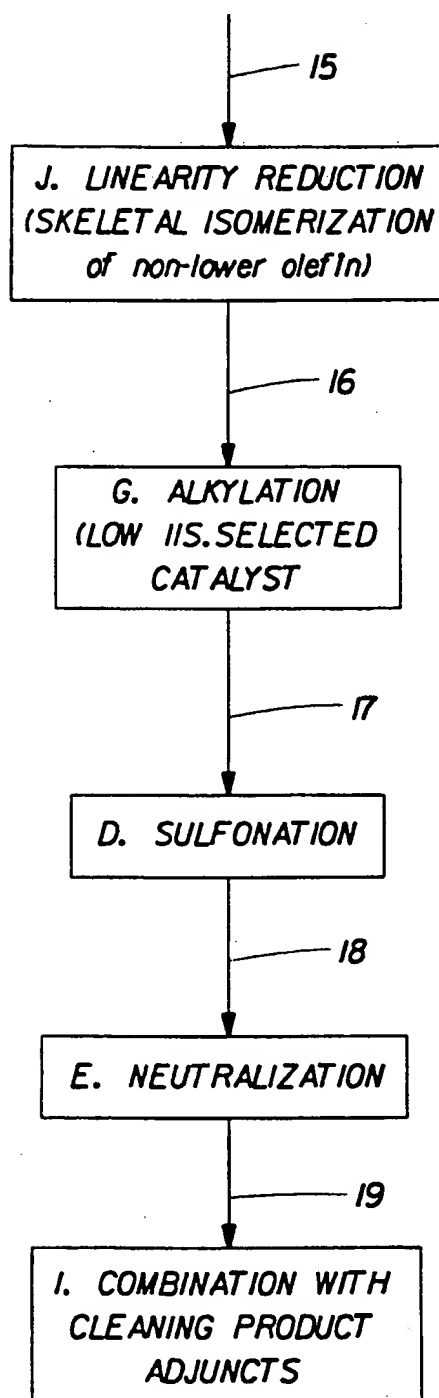 15
J. LINEARITY REDUCTION
(SKELETAL ISOMERIZATION
of non-lower olefin)
16
G. ALKYLATION
(LOW IIS.SELECTED
CATALYST
17
D. SULFONATION
18
E. NEUTRALIZATION
19
I. COMBINATION WITH
CLEANING PRODUCT
ADJUNCTS